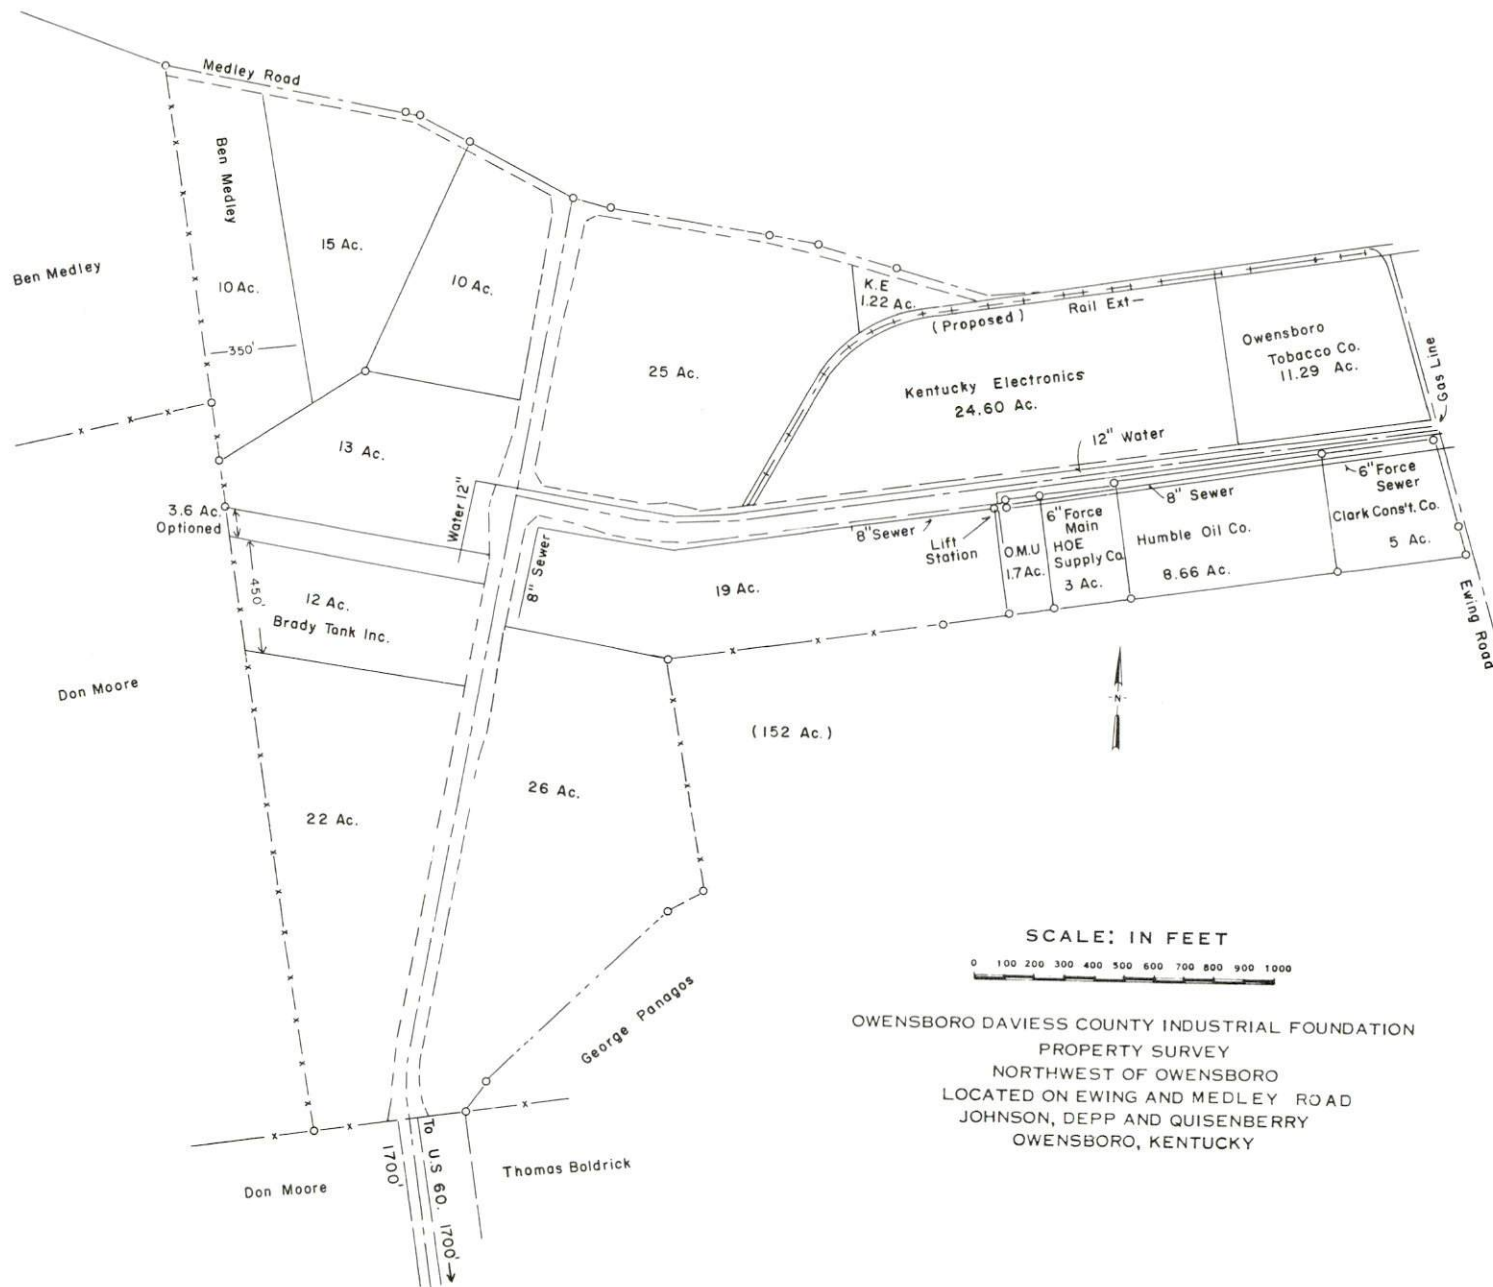 Medley Road
Ben Medley
Ben Medley
15 Ac.
10 Ac.
10 Ac.
350'
K.E
1.22 Ac.
(Proposed)
Rail Ext—
Owensboro
Tobacco Co.
11.29 Ac.
Gas Line
25 Ac.
Kentucky Electronics
24.60 Ac.
13 Ac.
12" Water
Water 12"
3.6 Ac.
Optioned
8" Sewer
8" Sewer
Lift
Station
O.M.U
1.7 Ac.
6" Force
Main
HOE
Supply Co.
3 Ac.
8" Sewer
Humble Oil Co.
8.66 Ac.
6" Force
Sewer
Clark Cons't. Co.
5 Ac.
Ewing Road
450'
12 Ac.
Brady Tank Inc.
19 Ac.
Don Moore
-N-
(152 Ac.)
22 Ac.
26 Ac.
George Panagos
SCALE: IN FEET
0 100 200 300 400 500 600 700 800 900 1000
OWENSBORO DAVIESS COUNTY INDUSTRIAL FOUNDATION
PROPERTY SURVEY
NORTHWEST OF OWENSBORO
LOCATED ON EWING AND MEDLEY ROAD
JOHNSON, DEPP AND QUISENBERRY
OWENSBORO, KENTUCKY
Don Moore
1700'
To U.S 60. 1700'
Thomas Boldrick